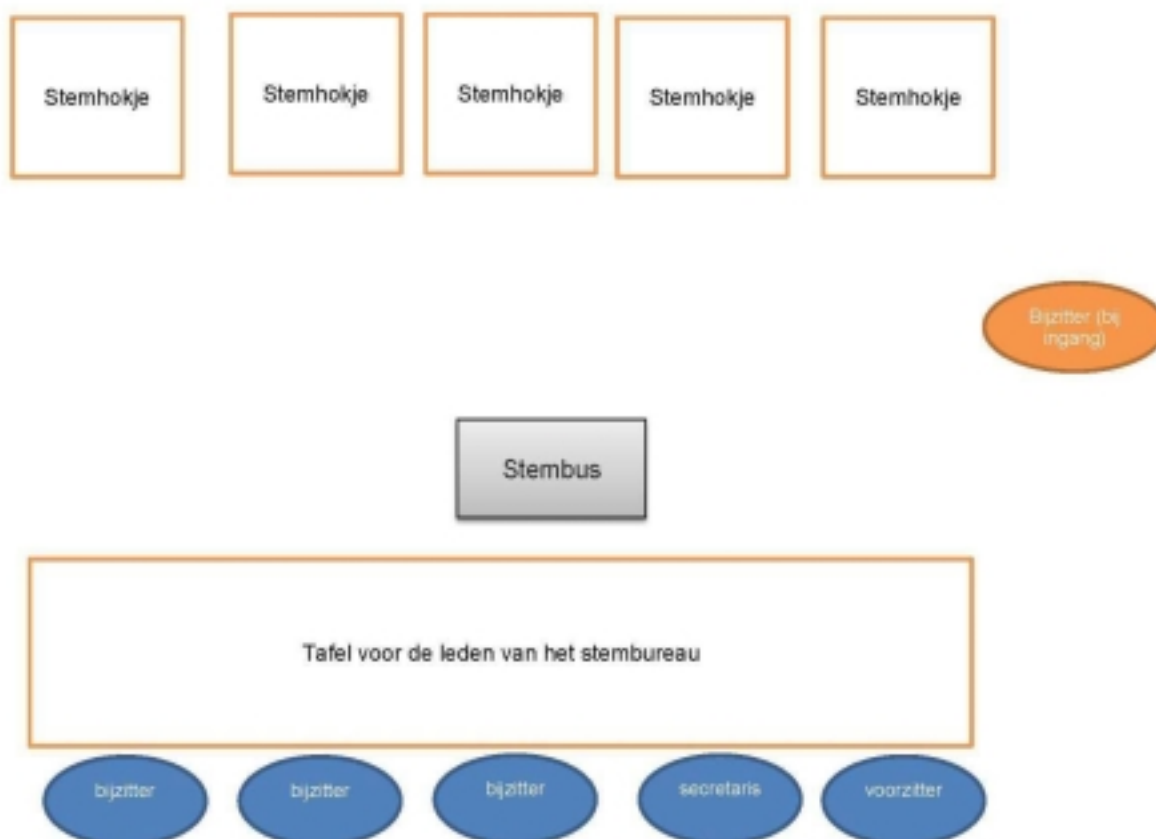 Stemhokje
Stemhokje
Stemhokje
Stemhokje
Stemhokje
Bijzitter (bij
ingang)
Stembus
Tafel voor de leden van het stembureau
bijzitter
bijzitter
bijzitter
secretaris
voorzitter